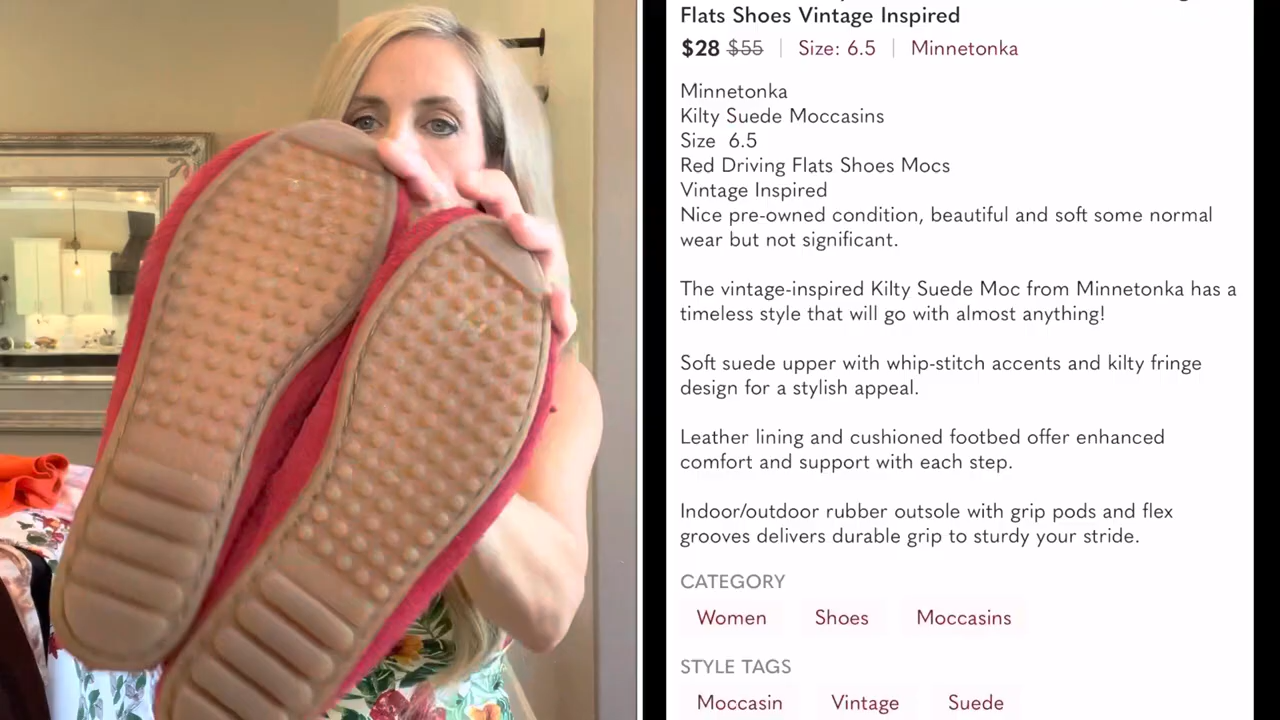 Flats Shoes Vintage Inspired
$28 $55 | Size: 6.5 | Minnetonka
Minnetonka
Kilty Suede Moccasins
Size 6.5
Red Driving Flats Shoes Mocs
Vintage Inspired
Nice pre-owned condition, beautiful and soft some normal
wear but not significant.
The vintage-inspired Kilty Suede Moc from Minnetonka has a
timeless style that will go with almost anything!
Soft suede upper with whip-stitch accents and kilty fringe
design for a stylish appeal.
Leather lining and cushioned footbed offer enhanced
comfort and support with each step.
Indoor/outdoor rubber outsole with grip pods and flex
grooves delivers durable grip to sturdy your stride.
CATEGORY
Women Shoes Moccasins
STYLE TAGS
Moccasin Vintage Suede